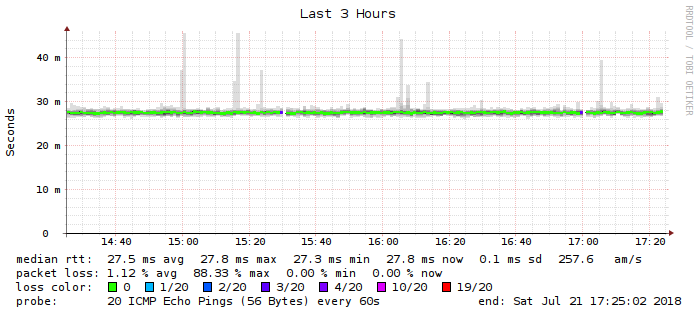 Last 3 Hours
RRDTOOL / TOBI OETIKER
Seconds
40 m
30 m
20 m
10 m
0
14:40 15:00 15:20 15:40 16:00 16:20 16:40 17:00 17:20
median rtt: 27.5 ms avg 27.8 ms max 27.3 ms min 27.8 ms now 0.1 ms sd 257.6 am/s
packet loss: 1.12 % avg 88.33 % max 0.00 % min 0.00 % now
loss color: 0 1/20 2/20 3/20 4/20 10/20 19/20
probe: 20 ICMP Echo Pings (56 Bytes) every 60s end: Sat Jul 21 17:25:02 2018